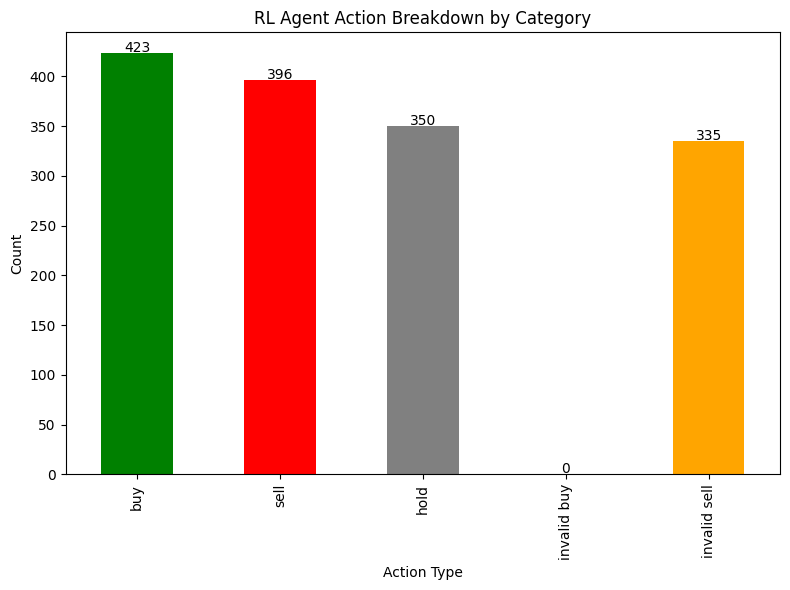 RL Agent Action Breakdown by Category
Count
400
350
300
250
200
150
100
50
0
423
396
350
0
335
buy
sell
hold
invalid buy
invalid sell
Action Type